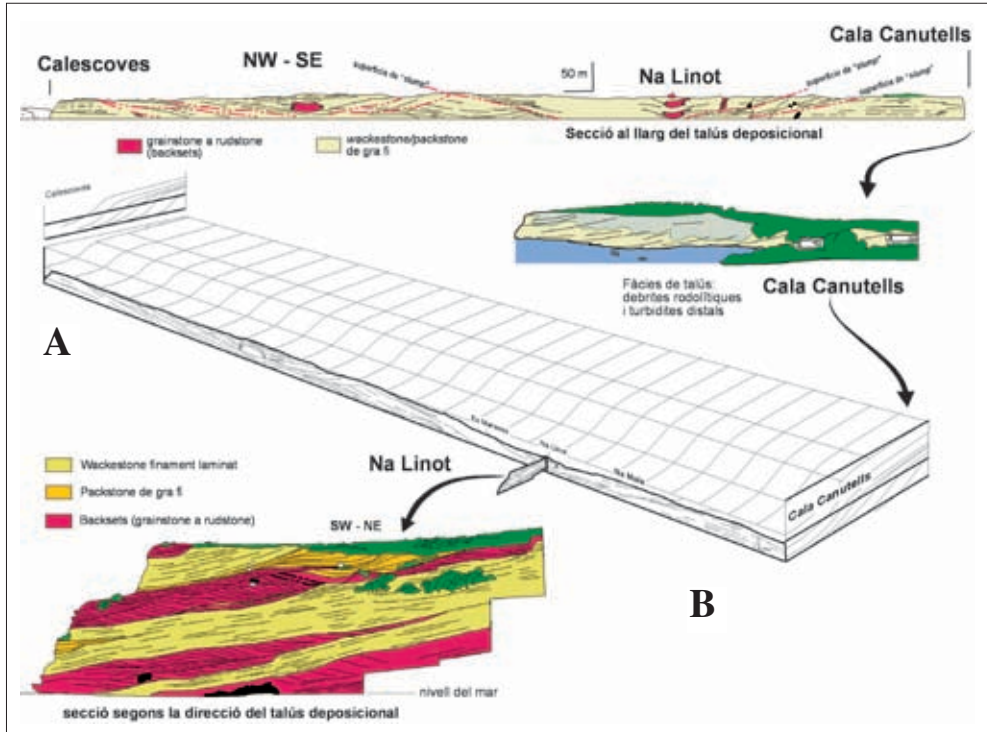 Cala Canutells
Calescoves
NW - SE
superfície de "slump"
50 m
Na Linot
superfície de "slump"
superfície de "slump"
grainstone a rudstone
(backsets)
wackestone/packstone
de gra fi
Secció al llarg del talús deposicional
Calescoves
Fàcies de talús:
debrites rodolítiques
i turbidites distals
Cala Canutells
A
Na Linot
Na Mala
Cala Canutells
Wackestone finament laminat
Packstone de gra fi
Backsets (grainstone a rudstone)
Na Linot
SW - NE
B
nivell del mar
secció segons la direcció del talús deposicional